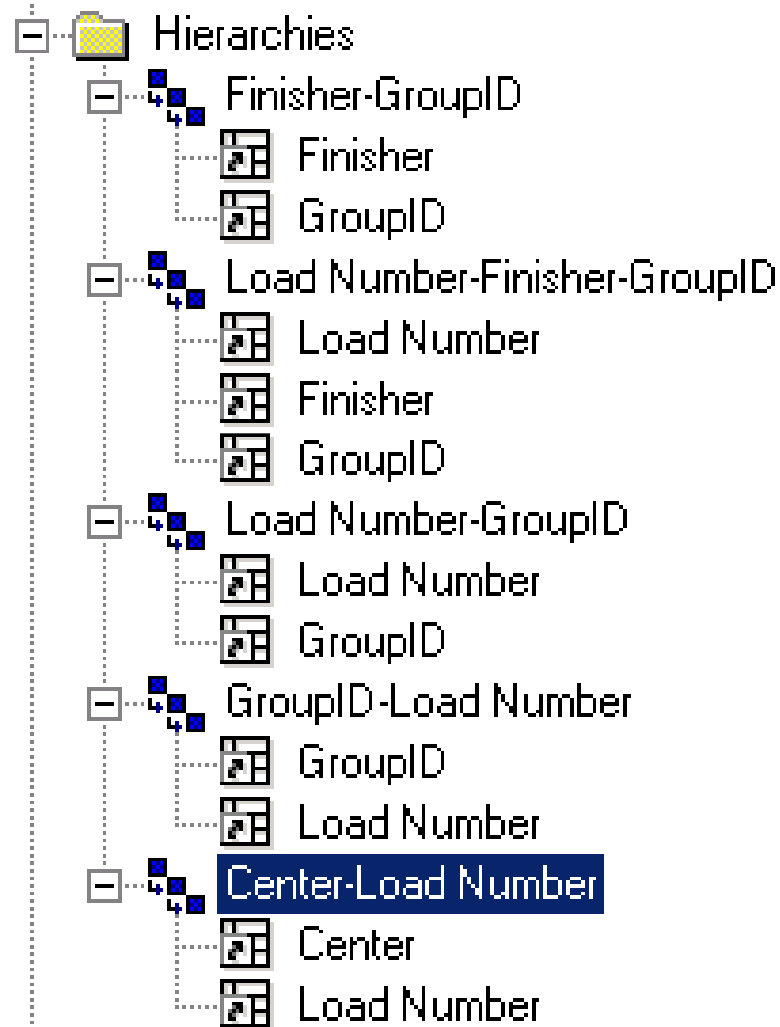 Hierarchies
Finisher-GroupID
Finisher
GroupID
Load Number-Finisher-GroupID
Load Number
Finisher
GroupID
Load Number-GroupID
Load Number
GroupID
GroupID-Load Number
GroupID
Load Number
Center-Load Number
Center
Load Number